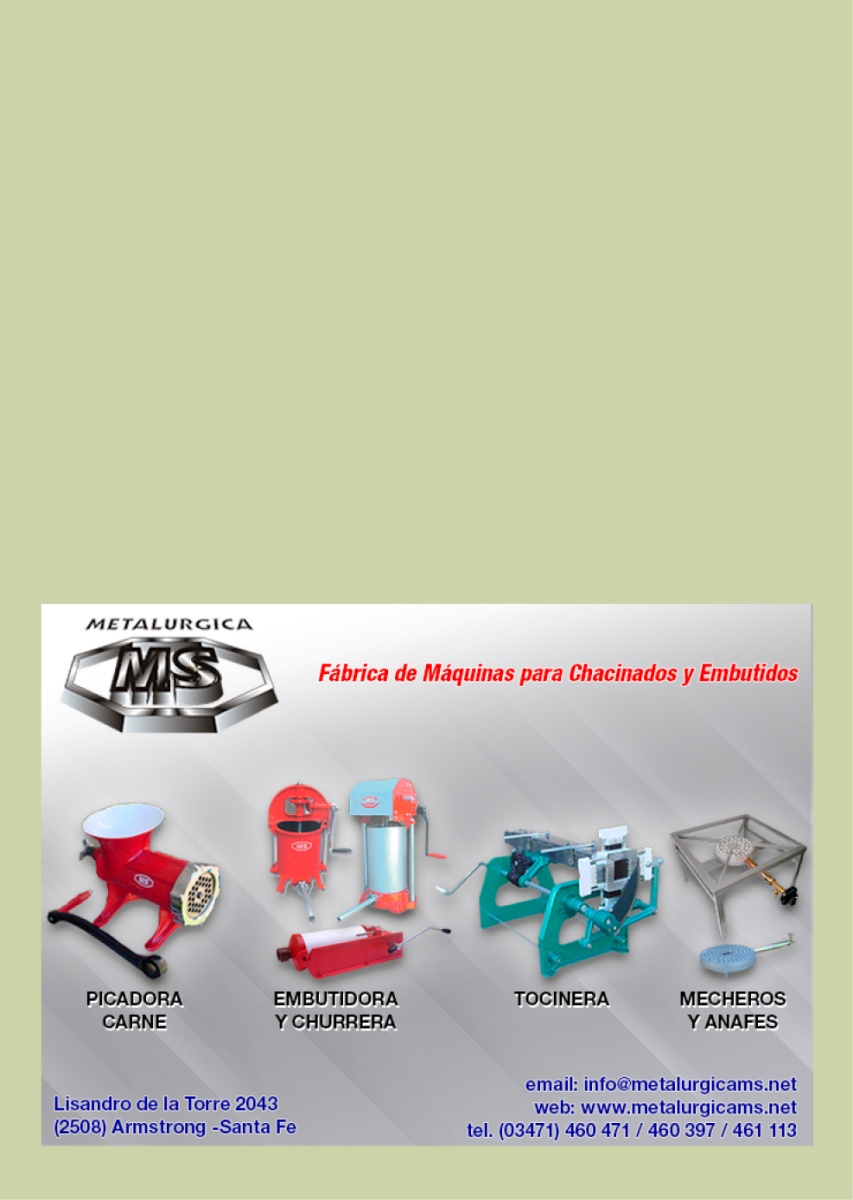 METALURGICA
MS
Fábrica de Máquinas para Chacinados y Embutidos
MS
MS
PICADORA
CARNE
EMBUTIDORA
Y CHURRERA
TOCINERA
MECHEROS
Y ANAFES
Lisandro de la Torre 2043
(2508) Armstrong -Santa Fe
email: info@metalurgicams.net
web: www.metalurgicams.net
tel. (03471) 460 471 / 460 397 / 461 113